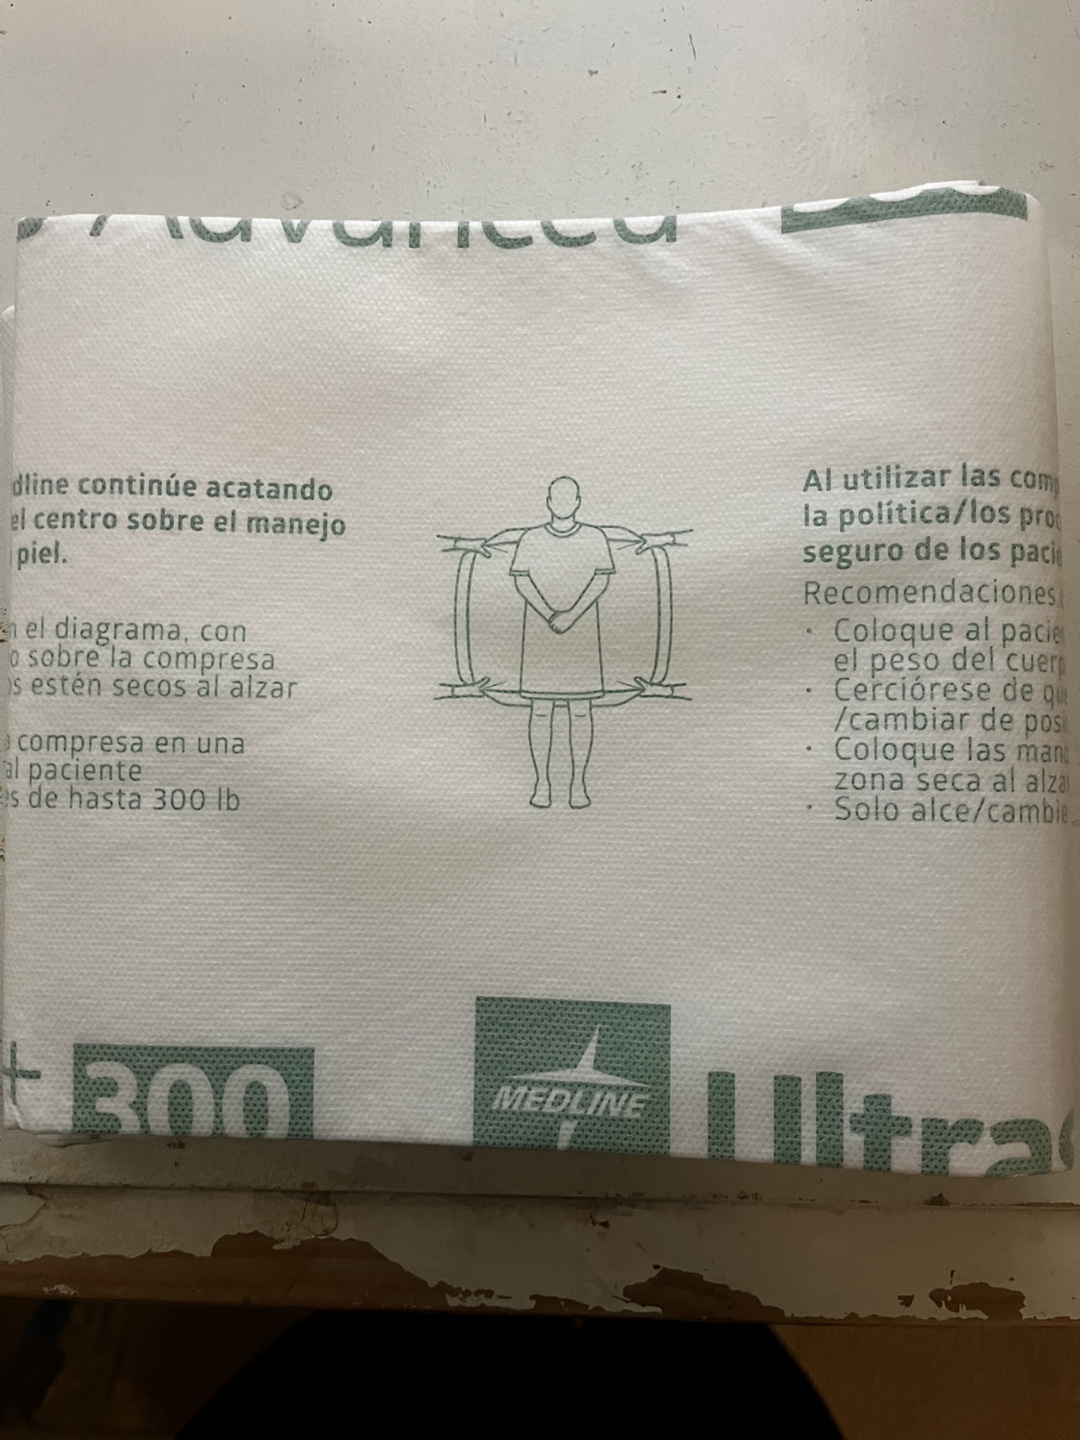 Advanced
dline continúe acatando
el centro sobre el manejo
piel.
el diagrama, con
o sobre la compresa
s estén secos al alzar
compresa en una
al paciente
s de hasta 300 lb
Al utilizar las com
la política/los pro
seguro de los paci
Recomendaciones
· Coloque al pacie
el peso del cuerp
· Cerciórese de qu
/cambiar de posi
· Coloque las man
zona seca al alza
· Solo alce/cambie
+ 300
MEDLINE
Ultras